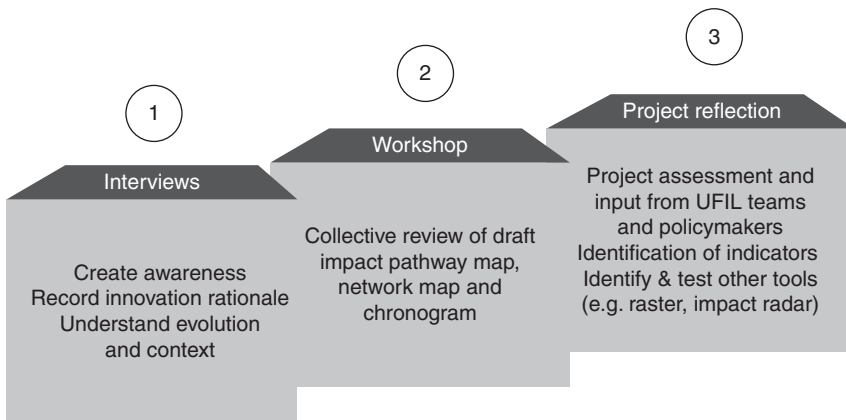 1
Interviews
Create awareness
Record innovation rationale
Understand evolution
and context
2
Workshop
Collective review of draft
impact pathway map,
network map and
chronogram
3
Project reflection
Project assessment and
input from UFIL teams
and policymakers
Identification of indicators
Identify & test other tools
(e.g. raster, impact radar)